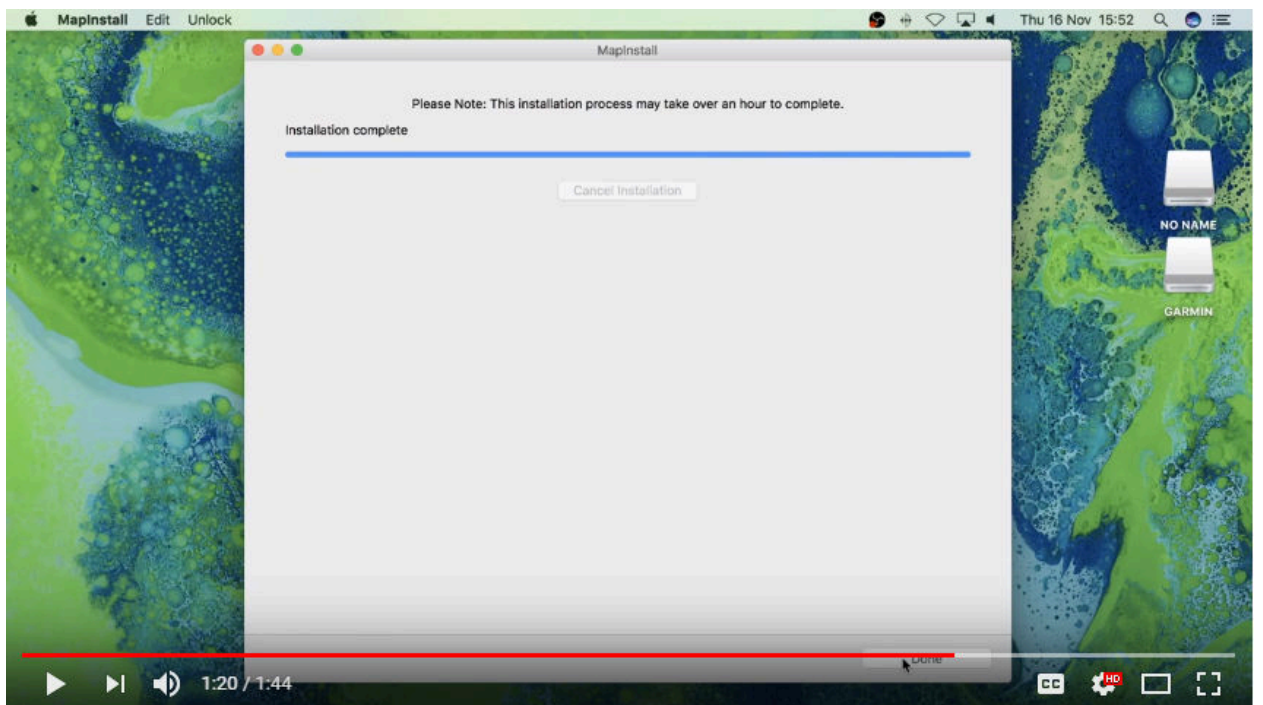 MapInstall Edit Unlock Thu 16 Nov 15:52
MapInstall
Please Note: This installation process may take over an hour to complete.
Installation complete
Cancel Installation
NO NAME
GARMIN
Done
1:20 / 1:44 CC HD